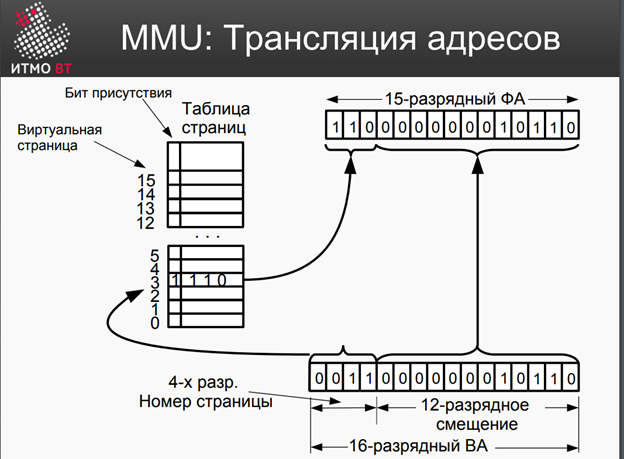 ИТМО ВТ
MMU: Трансляция адресов
Бит присутствия
Таблица
страниц
Виртуальная
страница
15
14
13
12
. . .
5
4
3
2
1
0
1 1 1 0
15-разрядный ФА
1 1 0 0 0 0 0 0 0 0 1 0 1 1 0
0 0 1 1 0 0 0 0 0 0 0 1 0 1 1 0
4-х разр.
Номер страницы
12-разрядное
смещение
16-разрядный ВА